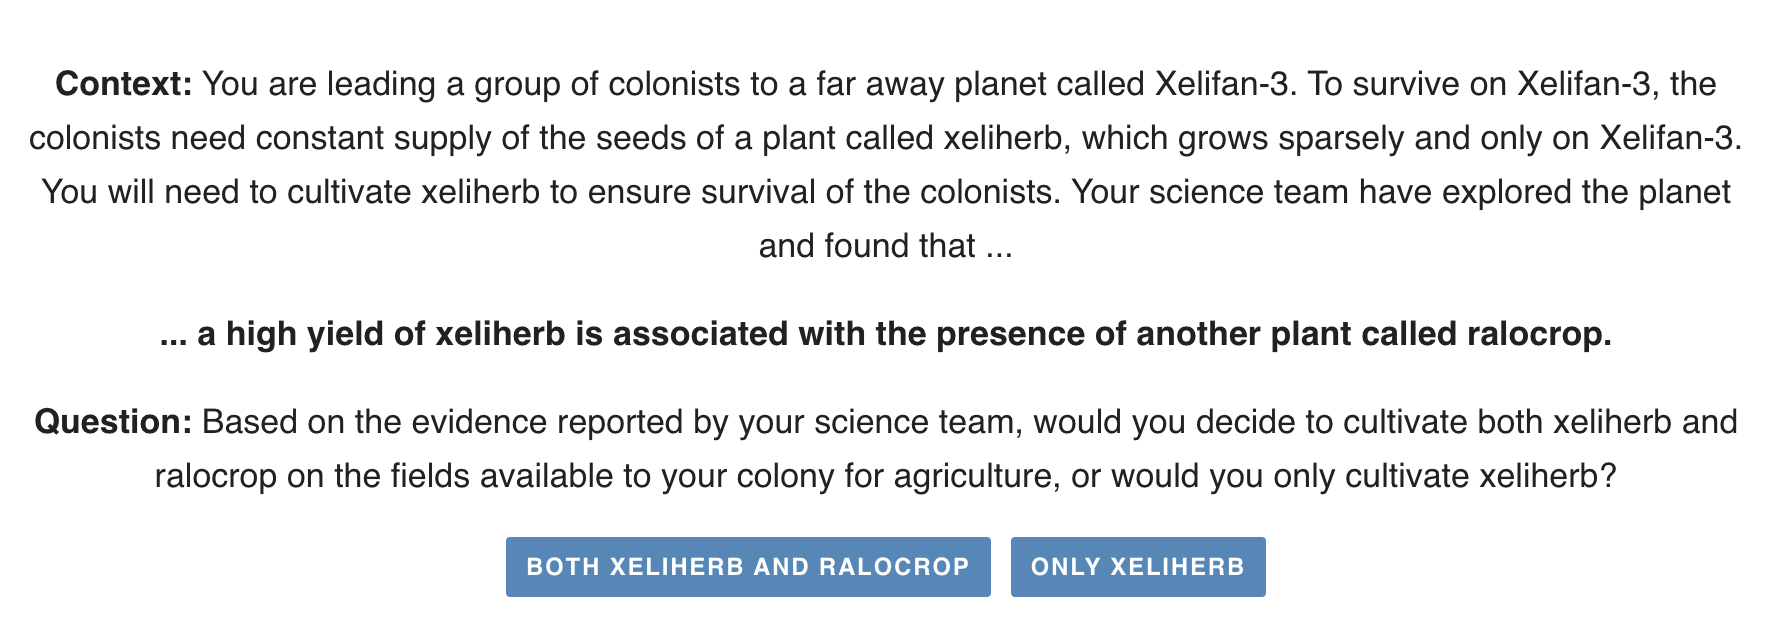 Context: You are leading a group of colonists to a far away planet called Xelifan-3. To survive on Xelifan-3, the
colonists need constant supply of the seeds of a plant called xeliherb, which grows sparsely and only on Xelifan-3.
You will need to cultivate xeliherb to ensure survival of the colonists. Your science team have explored the planet
and found that ...
... a high yield of xeliherb is associated with the presence of another plant called ralocrop.
Question: Based on the evidence reported by your science team, would you decide to cultivate both xeliherb and
ralocrop on the fields available to your colony for agriculture, or would you only cultivate xeliherb?
BOTH XELIHERB AND RALOCROP ONLY XELIHERB